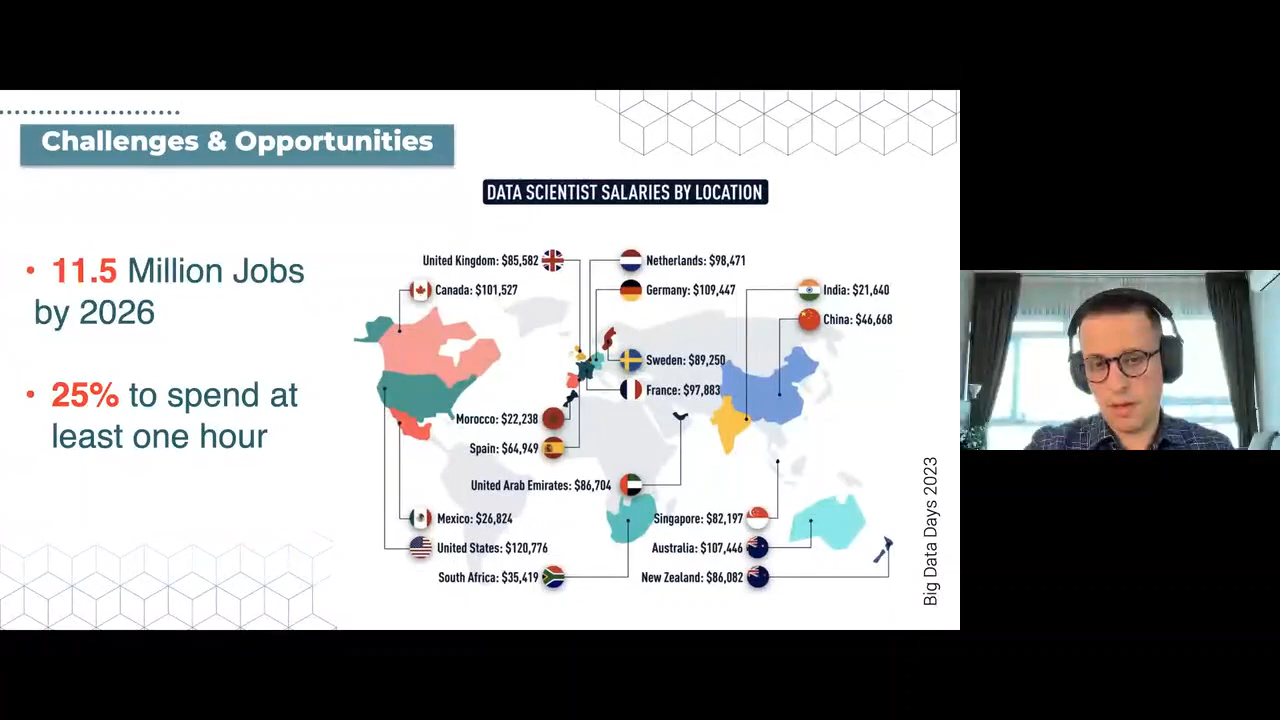 Challenges & Opportunities
DATA SCIENTIST SALARIES BY LOCATION
• 11.5 Million Jobs
by 2026
• 25% to spend at
least one hour
United Kingdom: $85,582
Netherlands: $98,471
Canada: $101,527
Germany: $109,447
India: $21,640
China: $46,668
Sweden: $89,250
France: $97,883
Morocco: $22,238
Spain: $64,949
United Arab Emirates: $86,704
Mexico: $26,824
Singapore: $82,197
United States: $120,776
Australia: $107,446
South Africa: $35,419
New Zealand: $86,082
Big Data Days 2023